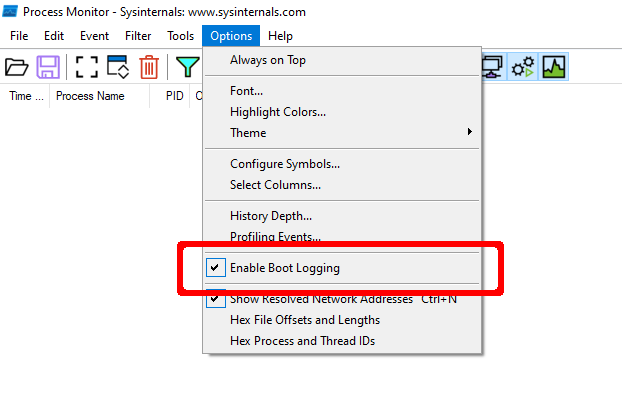 Process Monitor - Sysinternals: www.sysinternals.com
File Edit Event Filter Tools Options Help
Time ... Process Name PID O
Always on Top
Font...
Highlight Colors...
Theme
Configure Symbols...
Select Columns...
History Depth...
Profiling Events...
Enable Boot Logging
Show Resolved Network Addresses Ctrl+N
Hex File Offsets and Lengths
Hex Process and Thread IDs